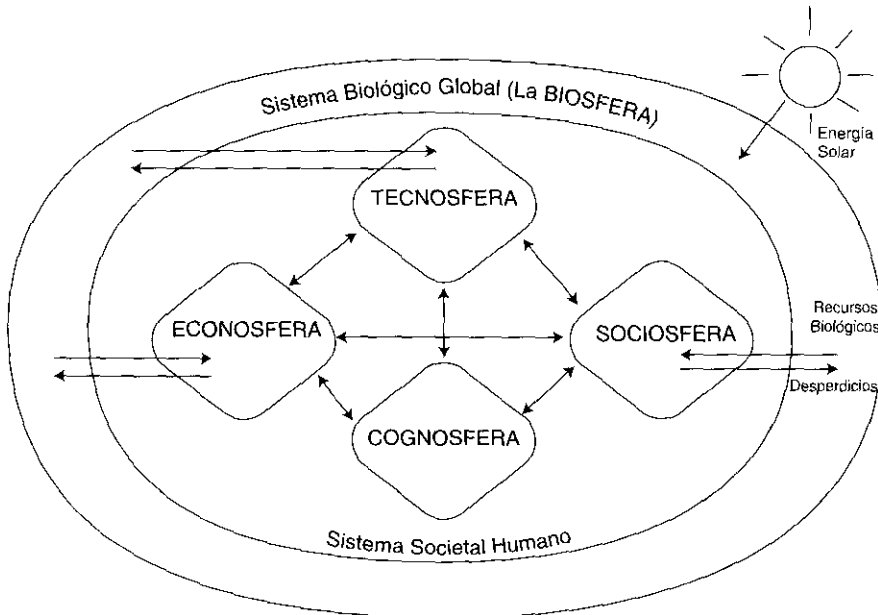 Sistema Biológico Global (La BIOSFERA)
Energía
Solar
TECNOSFERA
ECONOSFERA
SOCIOSFERA
Recursos
Biológicos
Desperdicios
COGNOSFERA
Sistema Societal Humano